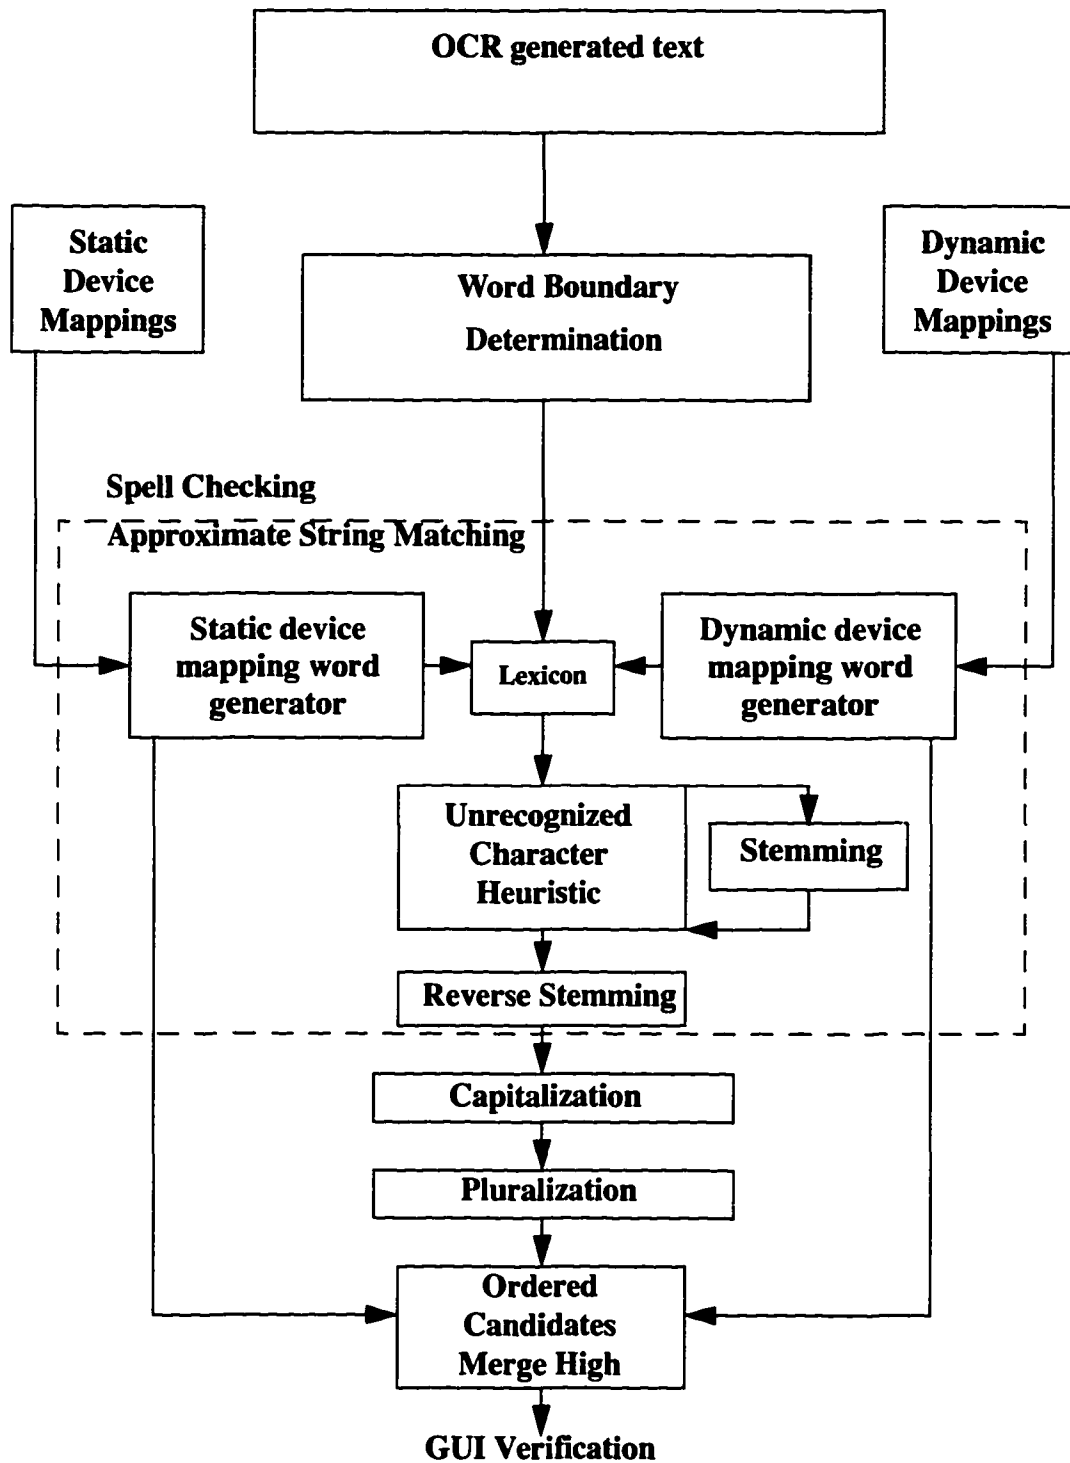 OCR generated text
Static
Device
Mappings
Word Boundary
Determination
Dynamic
Device
Mappings
Spell Checking
Approximate String Matching
Static device
mapping word
generator
Lexicon
Dynamic device
mapping word
generator
Unrecognized
Character
Heuristic
Stemming
Reverse Stemming
Capitalization
Pluralization
Ordered
Candidates
Merge High
GUI Verification